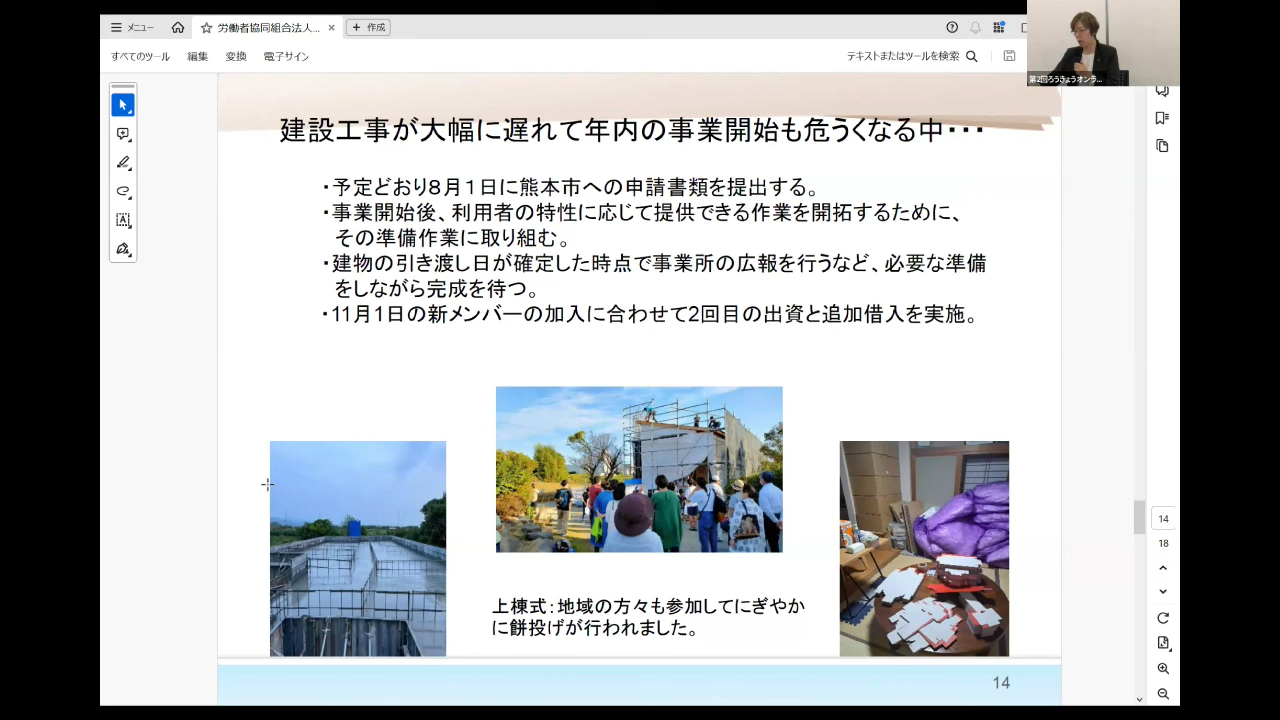 メニュー
労働者協同組合法人...
作成
すべてのツール
編集
変換
電子サイン
テキストまたはツールを検索
第2回ろうきょうオンラ...
建設工事が大幅に遅れて年内の事業開始も危うくなる中・・・
・予定どおり８月１日に熊本市への申請書類を提出する。
・事業開始後、利用者の特性に応じて提供できる作業を開拓するために、
その準備作業に取り組む。
・建物の引き渡し日が確定した時点で事業所の広報を行うなど、必要な準備
をしながら完成を待つ。
・11月1日の新メンバーの加入に合わせて2回目の出資と追加借入を実施。
上棟式：地域の方々も参加してにぎやか
に餅投げが行われました。
14
14
18